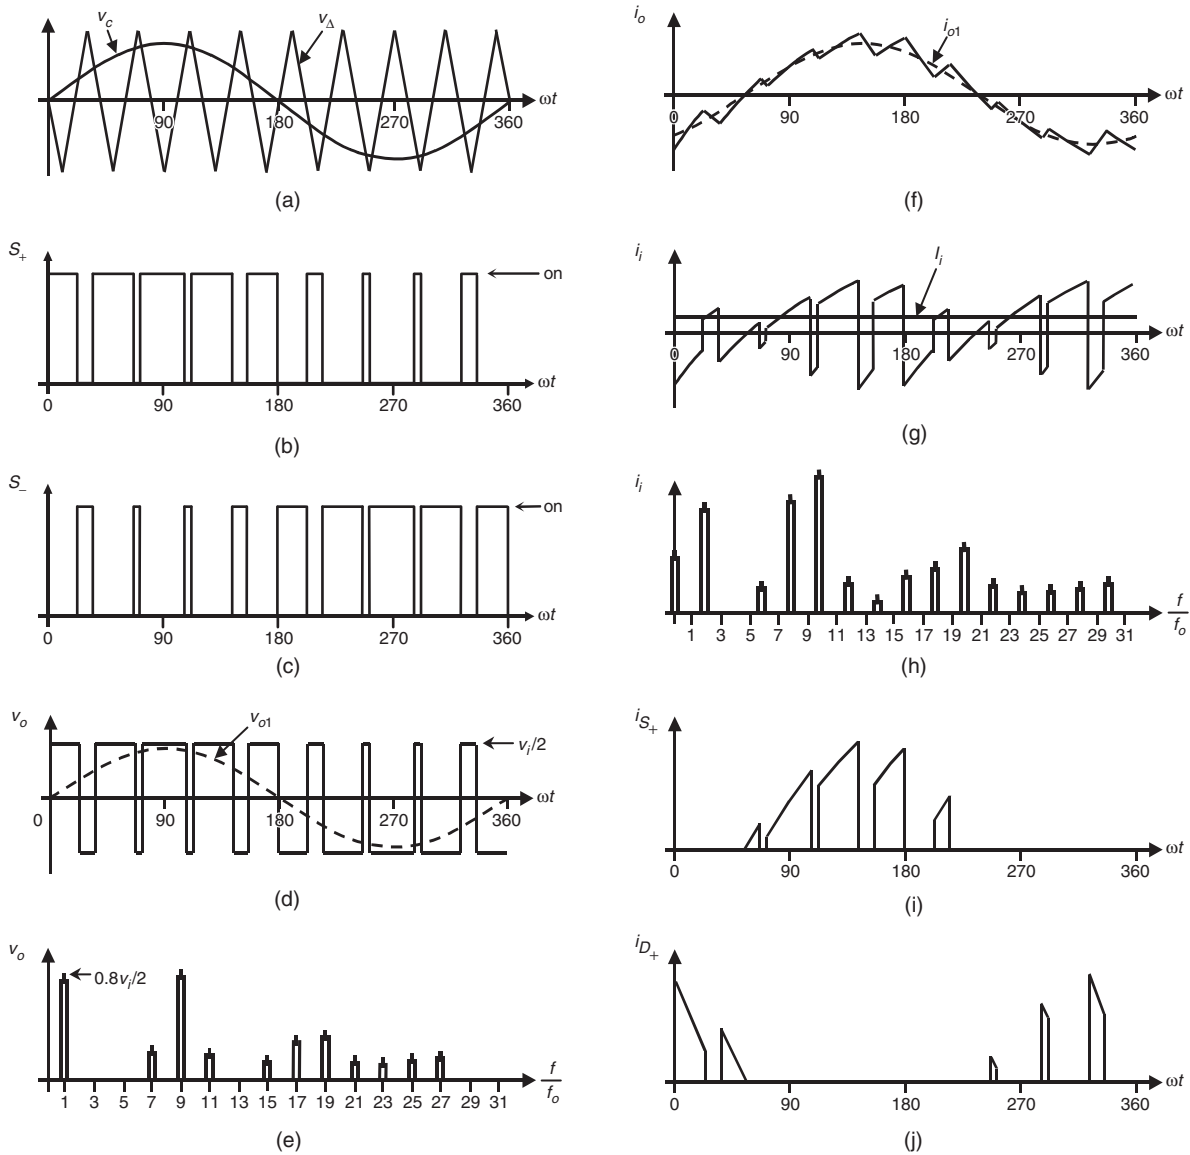 v_c
v_Δ
ωt
90 180 270 360
(a)
S_+
on
ωt
0 90 180 270 360
(b)
S_−
on
ωt
0 90 180 270 360
(c)
v_o
v_o1
v_i/2
ωt
0 90 180 270 360
(d)
v_o
0.8v_i/2
f/f_o
1 3 5 7 9 11 13 15 17 19 21 23 25 27 29 31
(e)
i_o
i_o1
ωt
0 90 180 270 360
(f)
i_i
I_i
ωt
0 90 180 270 360
(g)
i_i
f/f_o
1 3 5 7 9 11 13 15 17 19 21 23 25 27 29 31
(h)
i_S+
ωt
0 90 180 270 360
(i)
i_D+
ωt
0 90 180 270 360
(j)